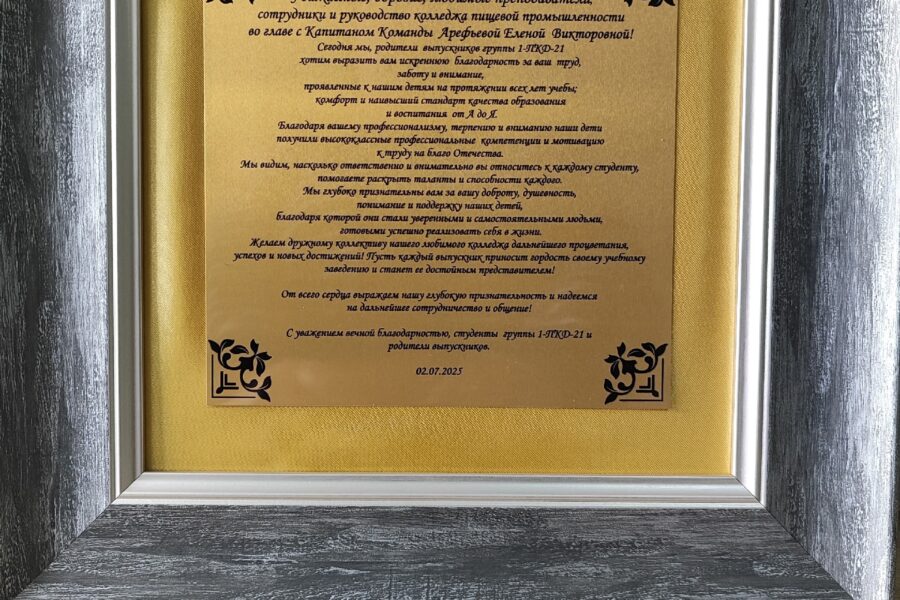 Уважаемые, дорогие, любимые преподаватели,
сотрудники и руководство колледжа пищевой промышленности
во главе с Капитаном Команды Арефьевой Еленой Викторовной!
Сегодня мы, родители выпускников группы 1-ПКД-21
хотим выразить вам искреннюю благодарность за ваш труд,
заботу и внимание,
проявленные к нашим детям на протяжении всех лет учебы;
комфорт и наивысший стандарт качества образования
и воспитания от А до Я.
Благодаря вашему профессионализму, терпению и вниманию наши дети
получили высококлассные профессиональные компетенции и мотивацию
к труду на благо Отечества.
Мы видим, насколько ответственно и внимательно вы относитесь к каждому студенту,
помогаете раскрыть таланты и способности каждого.
Мы глубоко признательны вам за вашу доброту, душевность,
понимание и поддержку наших детей,
благодаря которой они стали уверенными и самостоятельными людьми,
готовыми успешно реализовать себя в жизни.
Желаем дружному коллективу нашего любимого колледжа дальнейшего процветания,
успехов и новых достижений! Пусть каждый выпускник приносит гордость своему учебному
заведению и станет ее достойным представителем!
От всего сердца выражаем нашу глубокую признательность и надеемся
на дальнейшее сотрудничество и общение!
С уважением вечной благодарностью, студенты группы 1-ПКД-21 и
родители выпускников.
02.07.2025